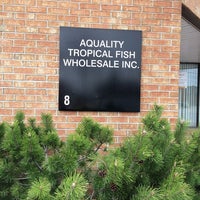 AQUALITY
TROPICAL FISH
WHOLESALE INC.
8